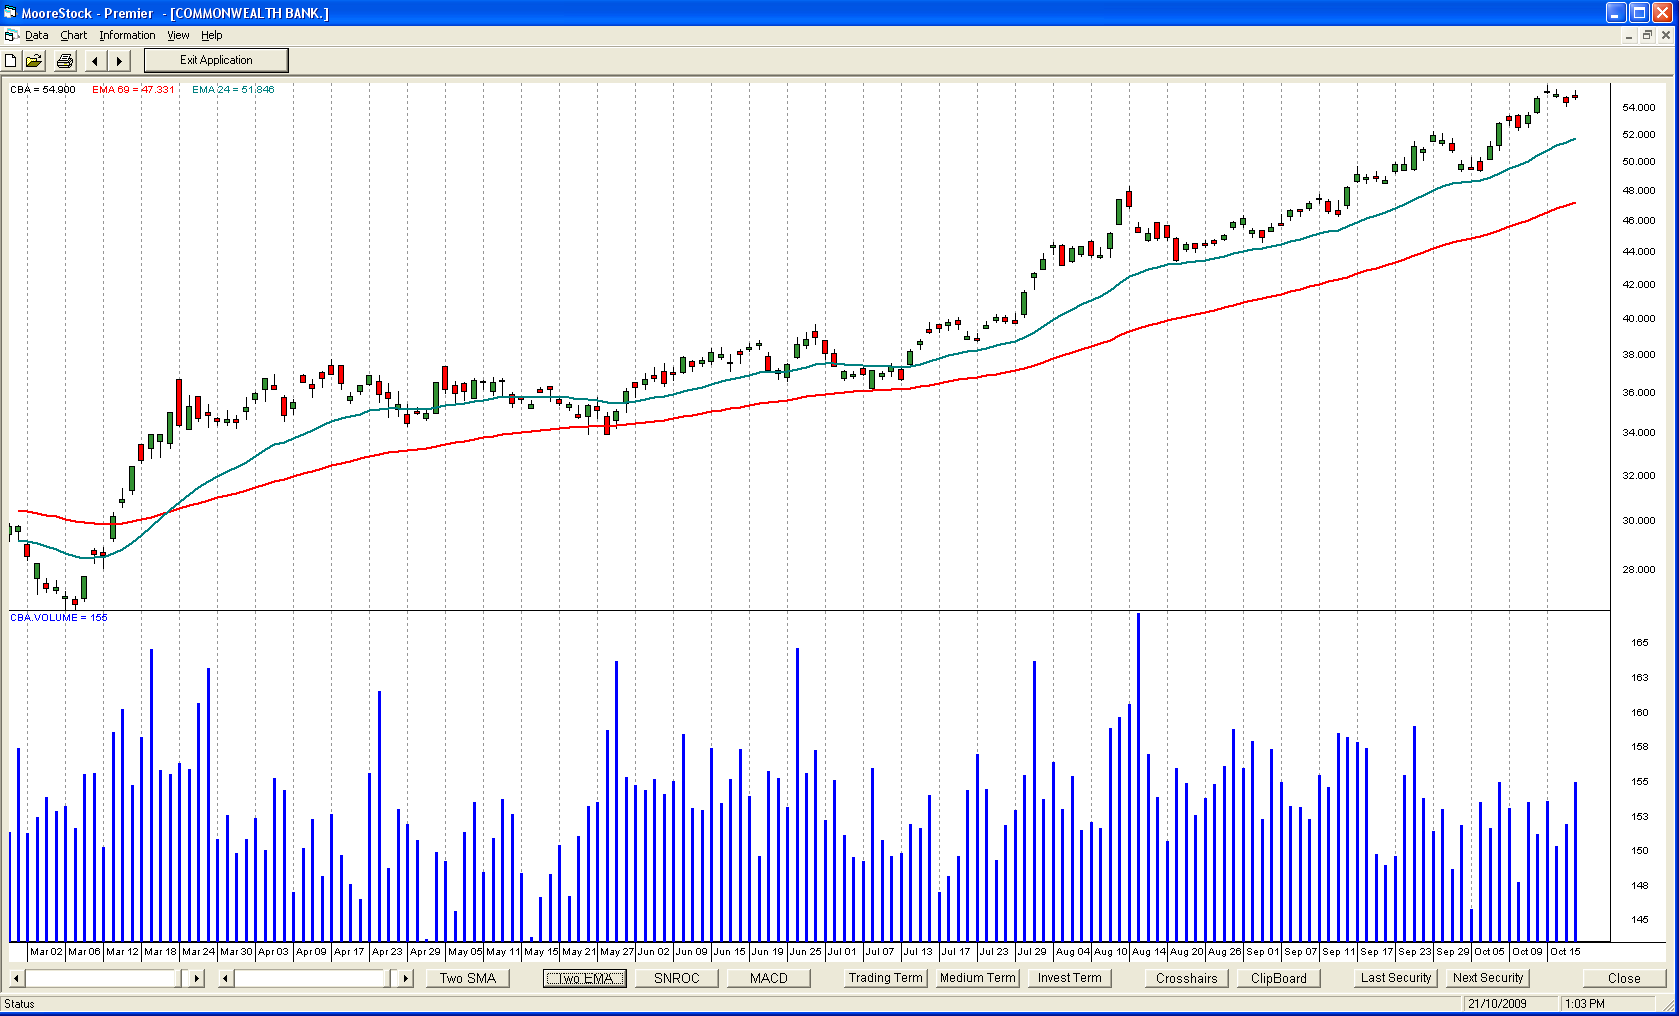 MooreStock - Premier - [COMMONWEALTH BANK.]
Data Chart Information View Help
Exit Application
CBA = 54.900 EMA 69 = 47.331 EMA 24 = 51.846
54.000
52.000
50.000
48.000
46.000
44.000
42.000
40.000
38.000
36.000
34.000
32.000
30.000
28.000
CBA.VOLUME = 155
165
163
160
158
155
153
150
148
145
Mar 02 Mar 06 Mar 12 Mar 18 Mar 24 Mar 30 Apr 03 Apr 09 Apr 17 Apr 23 Apr 29 May 05 May 11 May 15 May 21 May 27 Jun 02 Jun 09 Jun 15 Jun 19 Jun 25 Jul 01 Jul 07 Jul 13 Jul 17 Jul 23 Jul 29 Aug 04 Aug 10 Aug 14 Aug 20 Aug 26 Sep 01 Sep 07 Sep 11 Sep 17 Sep 23 Sep 29 Oct 05 Oct 09 Oct 15
Two SMA Two EMA SNROC MACD Trading Term Medium Term Invest Term Crosshairs ClipBoard Last Security Next Security Close
Status 21/10/2009 1:03 PM